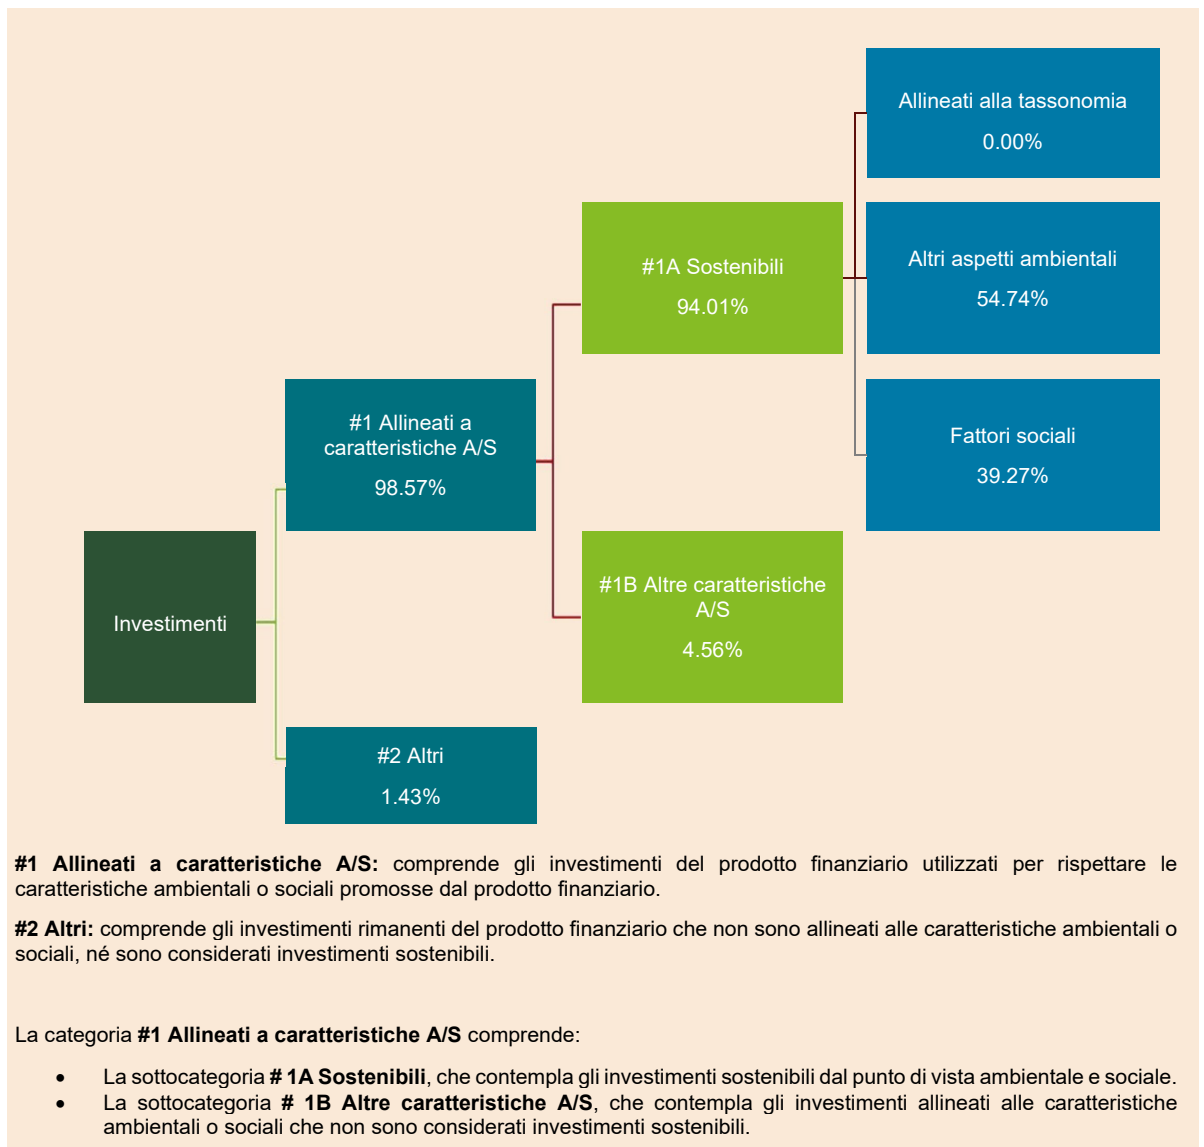 Allineati alla tassonomia
0.00%
#1A Sostenibili
94.01%
Altri aspetti ambientali
54.74%
#1 Allineati a
caratteristiche A/S
98.57%
Fattori sociali
39.27%
Investimenti
#1B Altre caratteristiche
A/S
4.56%
#2 Altri
1.43%
#1 Allineati a caratteristiche A/S: comprende gli investimenti del prodotto finanziario utilizzati per rispettare le
caratteristiche ambientali o sociali promosse dal prodotto finanziario.
#2 Altri: comprende gli investimenti rimanenti del prodotto finanziario che non sono allineati alle caratteristiche ambientali o
sociali, né sono considerati investimenti sostenibili.
La categoria #1 Allineati a caratteristiche A/S comprende:
• La sottocategoria # 1A Sostenibili, che contempla gli investimenti sostenibili dal punto di vista ambientale e sociale.
• La sottocategoria # 1B Altre caratteristiche A/S, che contempla gli investimenti allineati alle caratteristiche
ambientali o sociali che non sono considerati investimenti sostenibili.